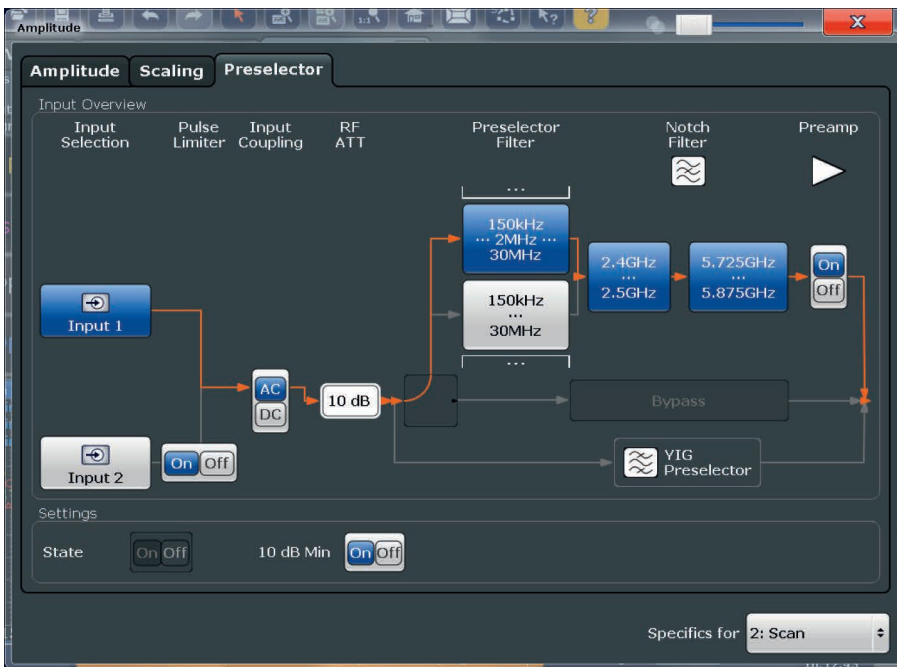 Amplitude
X
Amplitude Scaling Preselector
Input Overview
Input Selection
Pulse Limiter
Input Coupling
RF ATT
Preselector Filter
Notch Filter
Preamp
...
150kHz
... 2MHz ...
30MHz
150kHz
...
30MHz
...
2.4GHz
...
2.5GHz
5.725GHz
...
5.875GHz
On
Off
Input 1
AC
DC
10 dB
Bypass
Input 2
On Off
YIG
Preselector
Settings
State On Off 10 dB Min On Off
Specifics for 2: Scan